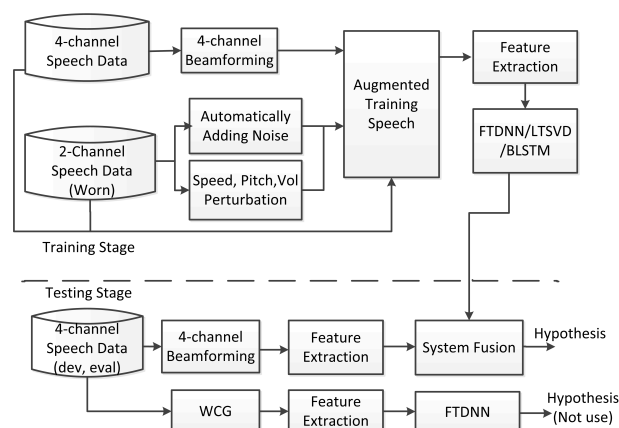 4-channel
Speech Data
4-channel
Beamforming
Augmented
Training
Speech
Feature
Extraction
Automatically
Adding Noise
FTDNN/LTSVD
/BLSTM
2-Channel
Speech Data
(Worn)
Speed, Pitch,Vol
Perturbation
Training Stage
Testing Stage
4-channel
Speech Data
(dev, eval)
4-channel
Beamforming
Feature
Extraction
System Fusion
Hypothesis
WCG
Feature
Extraction
FTDNN
Hypothesis
(Not use)